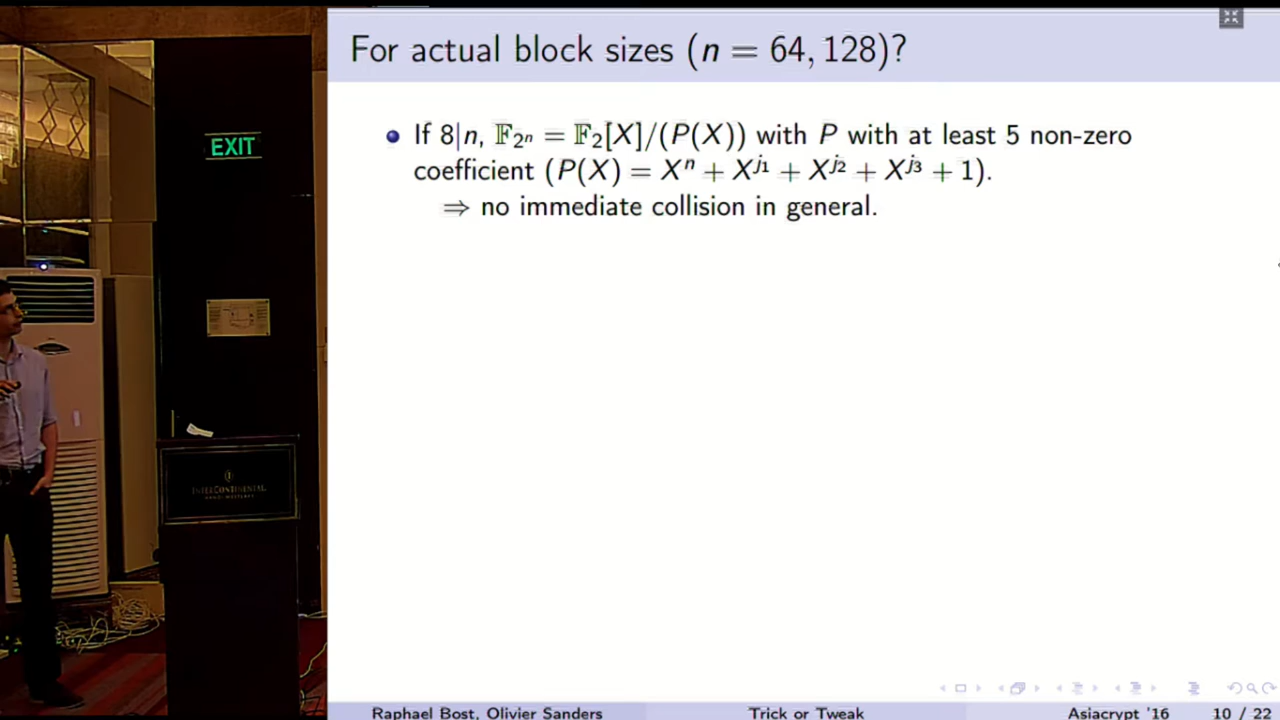 For actual block sizes (n = 64, 128)?
If 8|n, 𝔽₂ⁿ = 𝔽₂[X]/(P(X)) with P with at least 5 non-zero
coefficient (P(X) = Xⁿ + X^{j₁} + X^{j₂} + X^{j₃} + 1).
⇒ no immediate collision in general.
EXIT
INTERCONTINENTAL
Raphael Bost, Olivier Sanders
Trick or Tweak
Asiacrypt '16
10 / 22